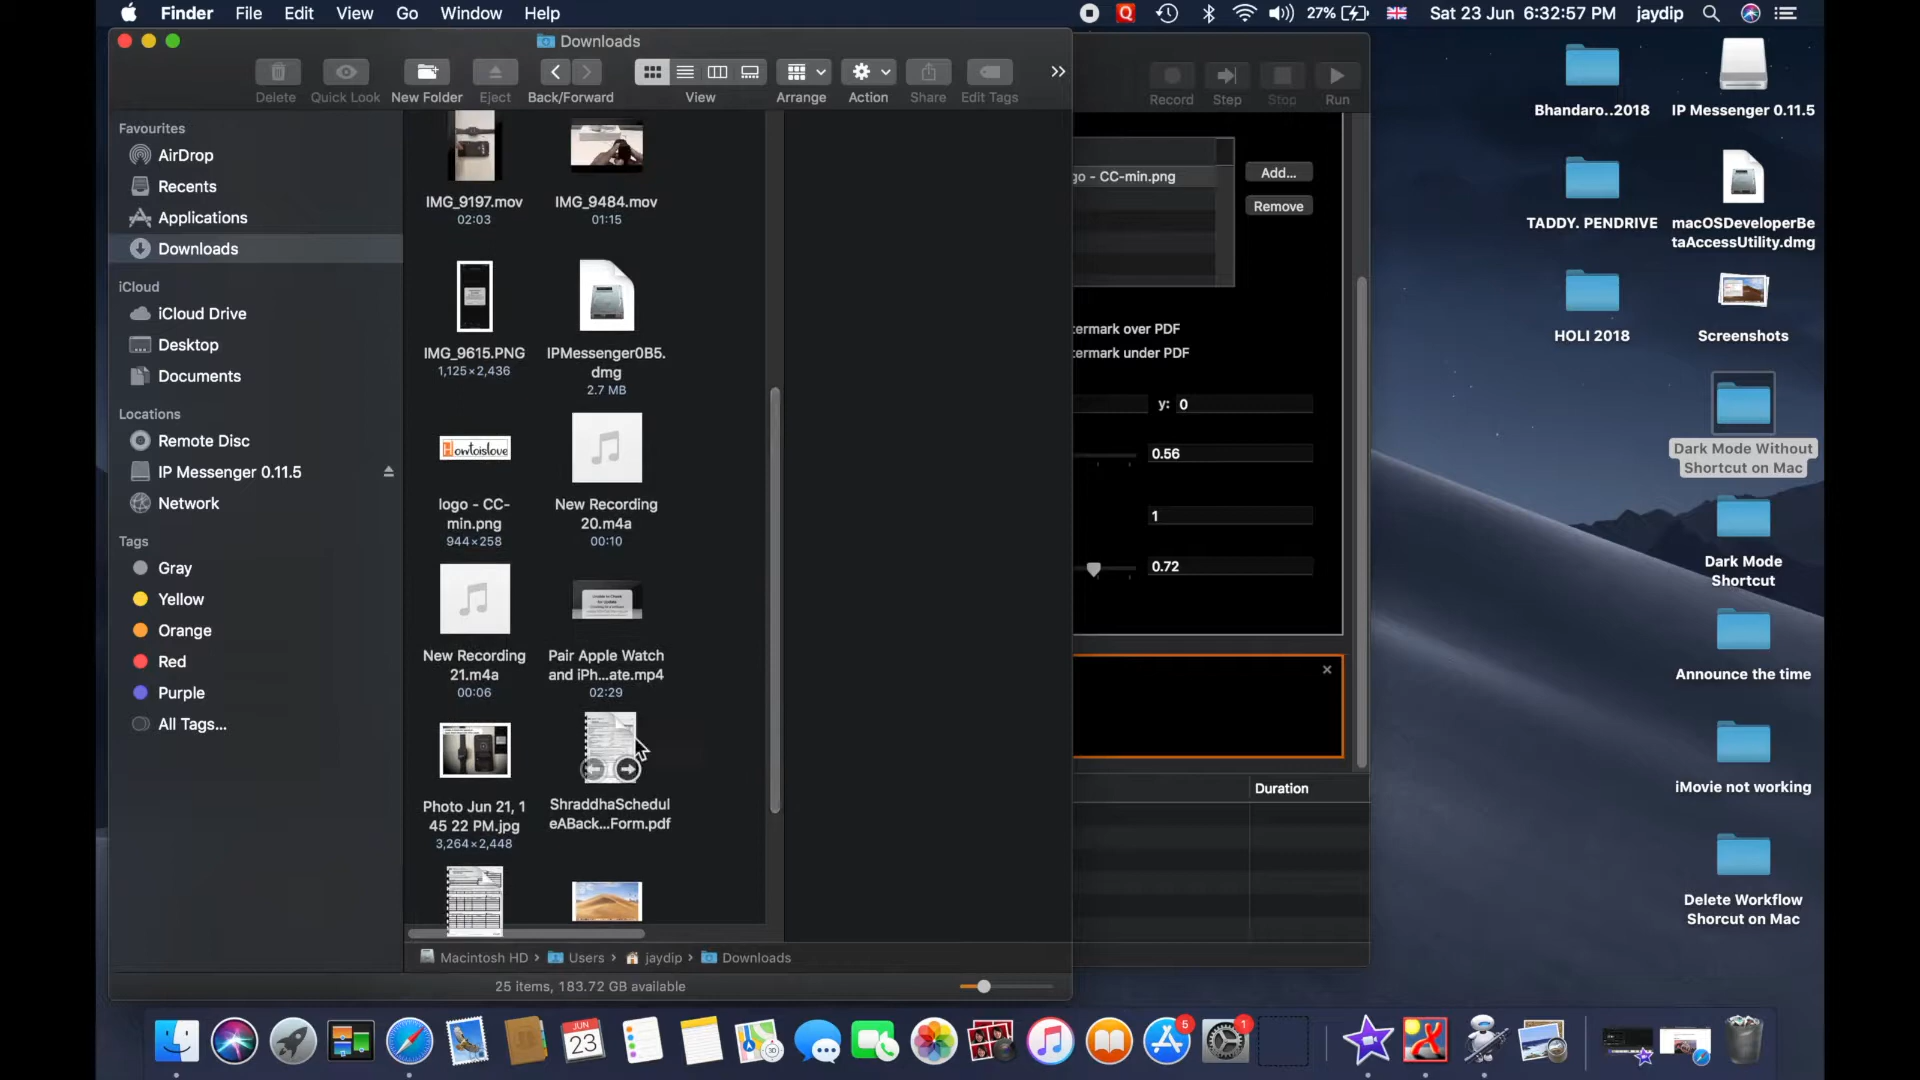 Finder File Edit View Go Window Help
27% Sat 23 Jun 6:32:57 PM jaydip
Downloads
Delete Quick Look New Folder Eject Back/Forward View Arrange Action Share Edit Tags
Favourites
AirDrop
Recents
Applications
Downloads
iCloud
iCloud Drive
Desktop
Documents
Locations
Remote Disc
IP Messenger 0.11.5
Network
Tags
Gray
Yellow
Orange
Red
Purple
All Tags...
IMG_9197.mov
02:03
IMG_9484.mov
01:15
IMG_9615.PNG
1,125×2,436
IPMessenger0B5.
dmg
2.7 MB
Howtoislove
logo - CC-
min.png
944×258
New Recording
20.m4a
00:10
New Recording
21.m4a
00:06
Pair Apple Watch
and iPh...ate.mp4
02:29
Photo Jun 21, 1
45 22 PM.jpg
3,264×2,448
ShraddhaSchedul
eABack...Form.pdf
Macintosh HD › Users › jaydip › Downloads
25 items, 183.72 GB available
Record Step Stop Run
go - CC-min.png
Add...
Remove
termark over PDF
termark under PDF
y: 0
0.56
1
0.72
Duration
Bhandaro..2018
IP Messenger 0.11.5
TADDY. PENDRIVE
macOSDeveloperBe
taAccessUtility.dmg
HOLI 2018
Screenshots
Dark Mode Without
Shortcut on Mac
Dark Mode
Shortcut
Announce the time
iMovie not working
Delete Workflow
Shorcut on Mac
JUN
23
5
1